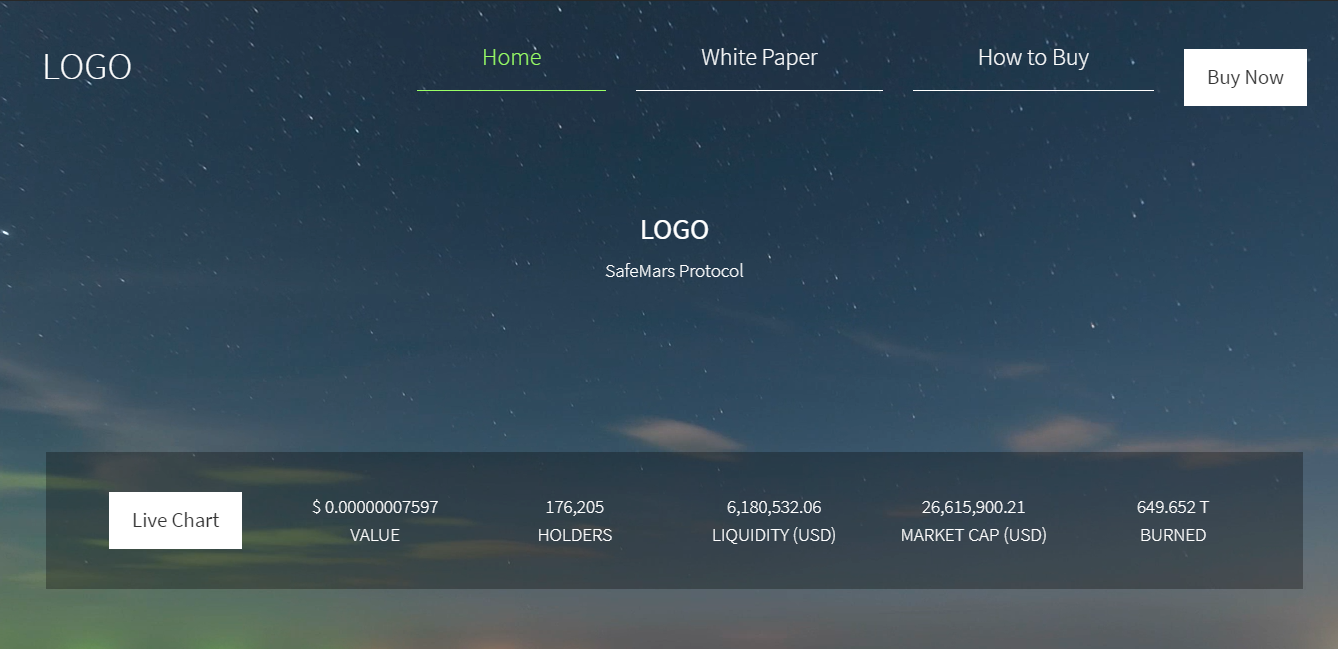 LOGO
Home
White Paper
How to Buy
Buy Now
LOGO
SafeMars Protocol
Live Chart
$ 0.00000007597
VALUE
176,205
HOLDERS
6,180,532.06
LIQUIDITY (USD)
26,615,900.21
MARKET CAP (USD)
649.652 T
BURNED